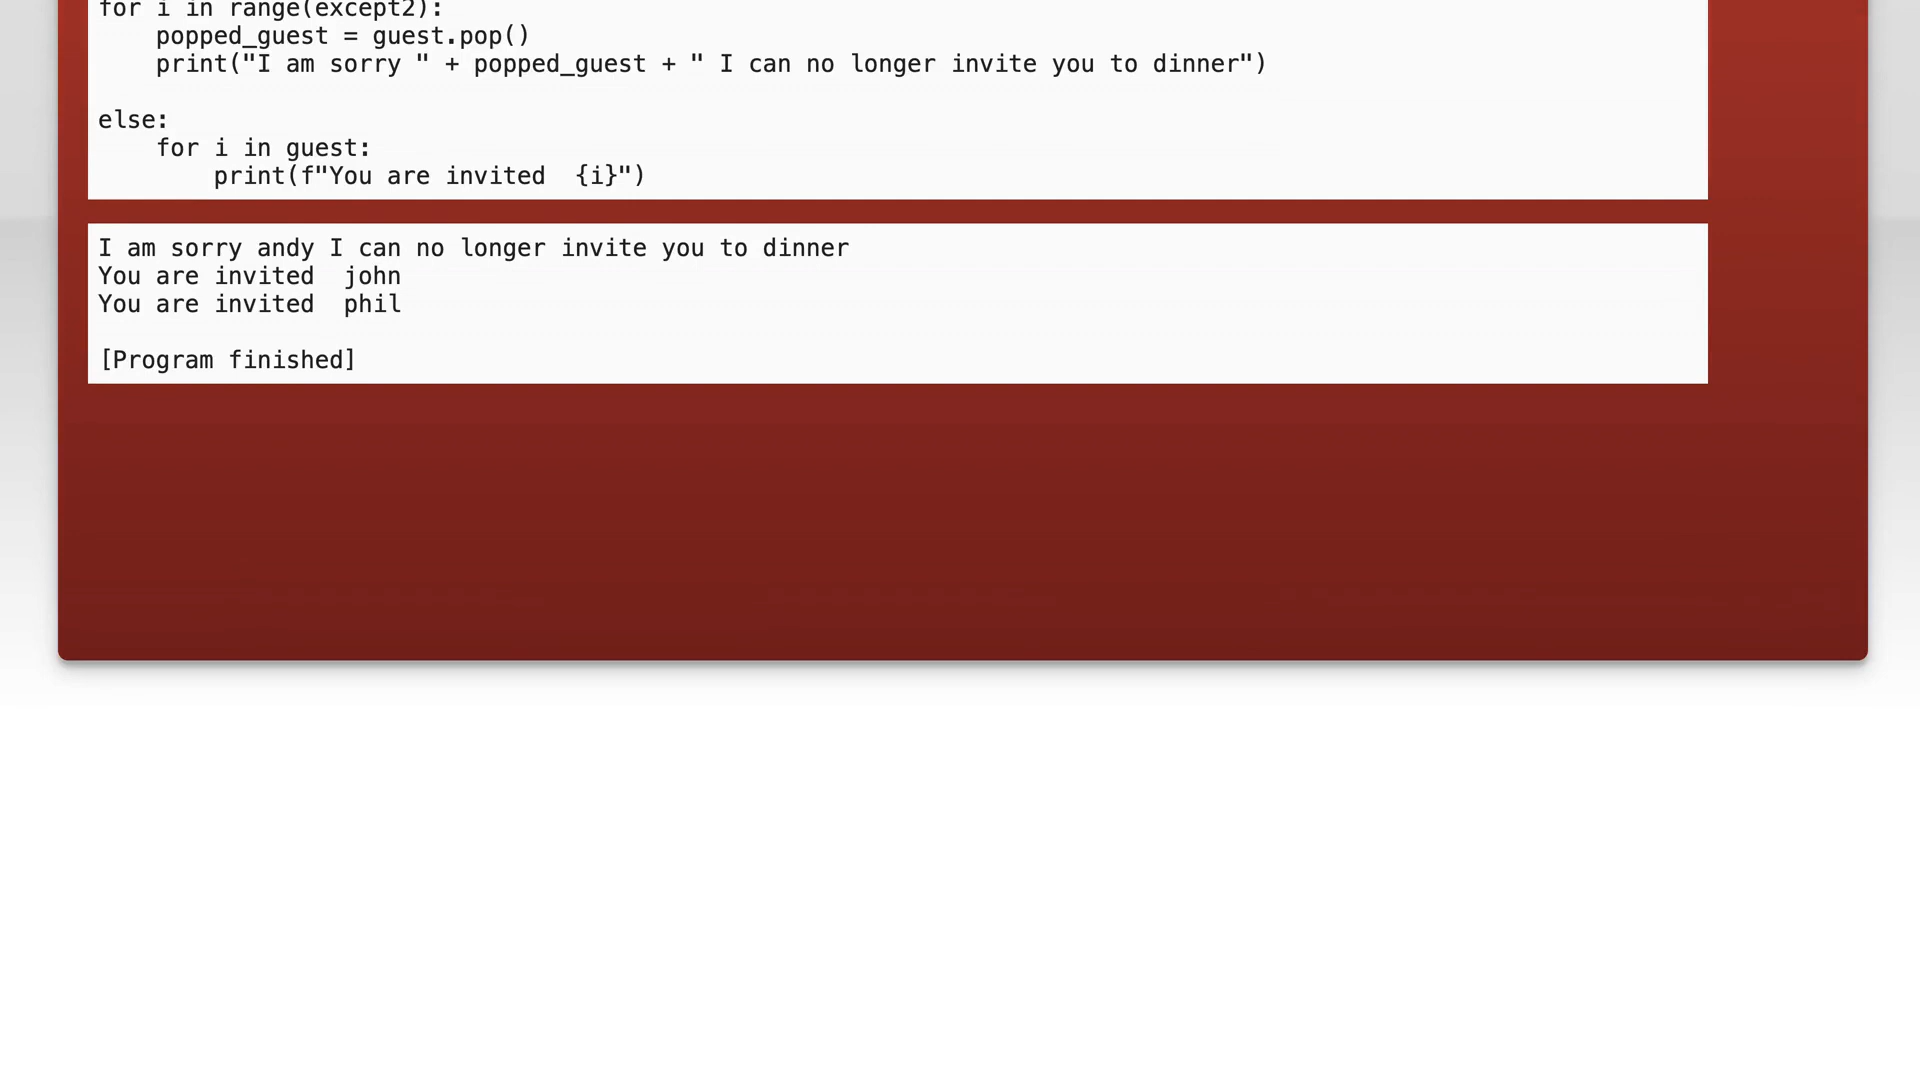 for i in range(except2):
    popped_guest = guest.pop()
    print("I am sorry " + popped_guest + " I can no longer invite you to dinner")
else:
    for i in guest:
        print(f"You are invited  {i}")
I am sorry andy I can no longer invite you to dinner
You are invited  john
You are invited  phil
[Program finished]